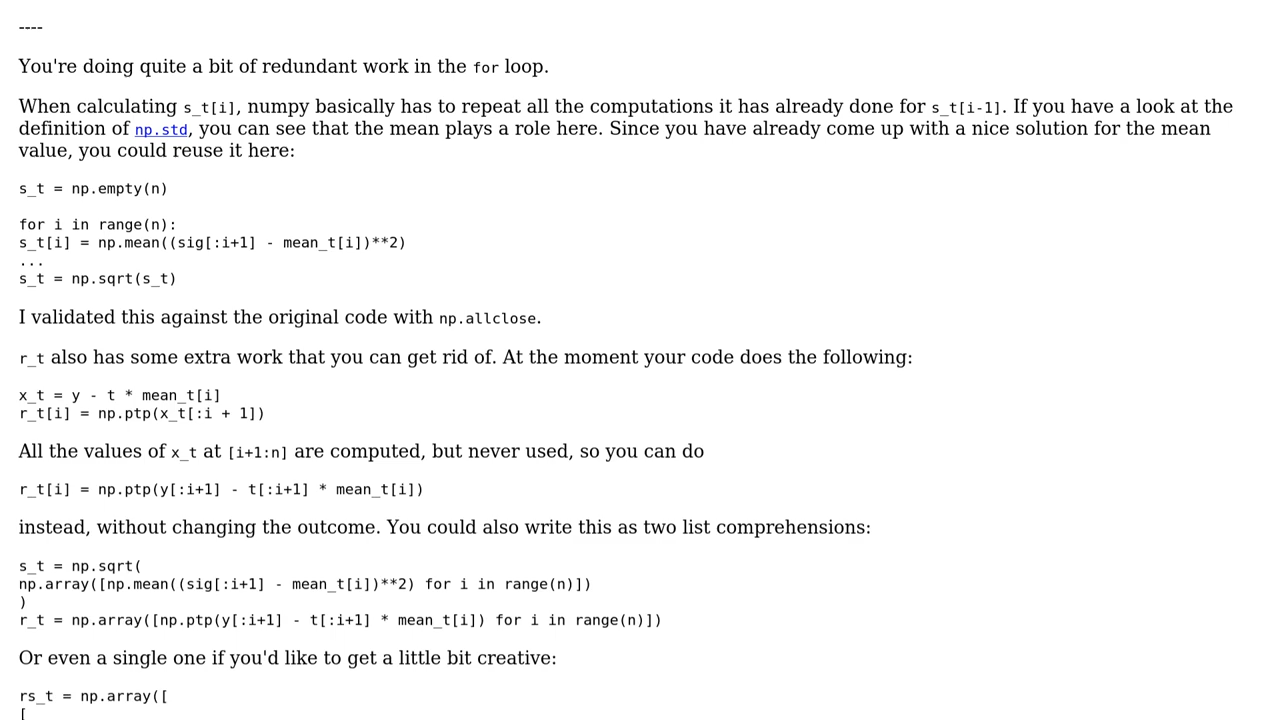 ----
You're doing quite a bit of redundant work in the for loop.
When calculating s_t[i], numpy basically has to repeat all the computations it has already done for s_t[i-1]. If you have a look at the
definition of np.std, you can see that the mean plays a role here. Since you have already come up with a nice solution for the mean
value, you could reuse it here:
s_t = np.empty(n)
for i in range(n):
s_t[i] = np.mean((sig[:i+1] - mean_t[i])**2)
...
s_t = np.sqrt(s_t)
I validated this against the original code with np.allclose.
r_t also has some extra work that you can get rid of. At the moment your code does the following:
x_t = y - t * mean_t[i]
r_t[i] = np.ptp(x_t[:i + 1])
All the values of x_t at [i+1:n] are computed, but never used, so you can do
r_t[i] = np.ptp(y[:i+1] - t[:i+1] * mean_t[i])
instead, without changing the outcome. You could also write this as two list comprehensions:
s_t = np.sqrt(
np.array([np.mean((sig[:i+1] - mean_t[i])**2) for i in range(n)])
)
r_t = np.array([np.ptp(y[:i+1] - t[:i+1] * mean_t[i]) for i in range(n)])
Or even a single one if you'd like to get a little bit creative:
rs_t = np.array([
[